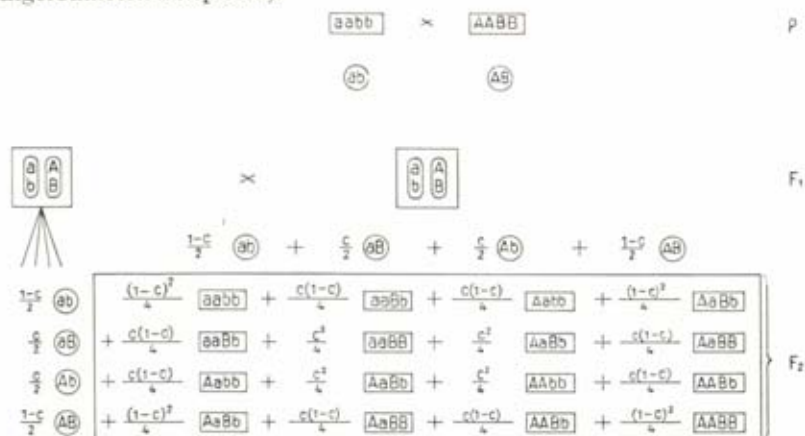 aabb × AABB P
ab AB
a A b B × a A b B F₁
1-c/2 ab + c/2 aB + c/2 Ab + 1-c/2 AB
1-c/2 ab (1-c)²/4 aabb + c(1-c)/4 aaBb + c(1-c)/4 Aabb + (1-c)²/4 AaBb
c/2 aB + c(1-c)/4 aaBb + c²/4 aaBB + c²/4 AaBb + c(1-c)/4 AaBB
F₂
c/2 Ab + c(1-c)/4 Aabb + c²/4 AaBb + c²/4 AAbb + c(1-c)/4 AABb
1-c/2 AB + (1-c)²/4 AaBb + c(1-c)/4 AaBB + c(1-c)/4 AABb + (1-c)²/4 AABB